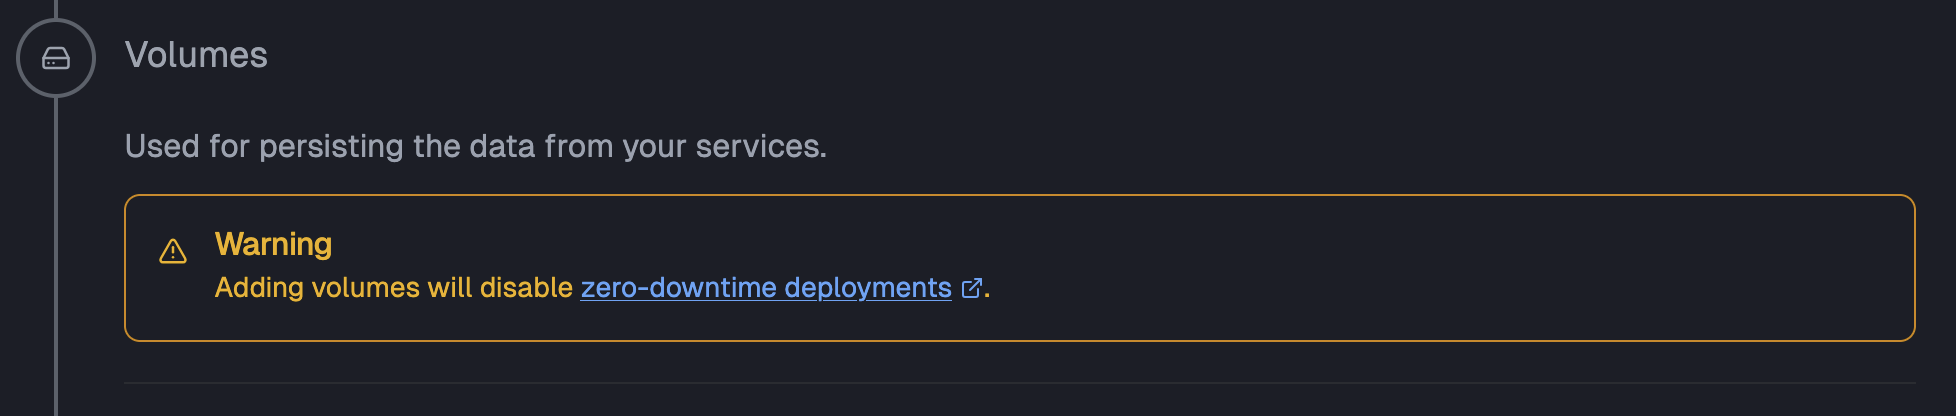 Volumes
Used for persisting the data from your services.
Warning
Adding volumes will disable zero-downtime deployments.